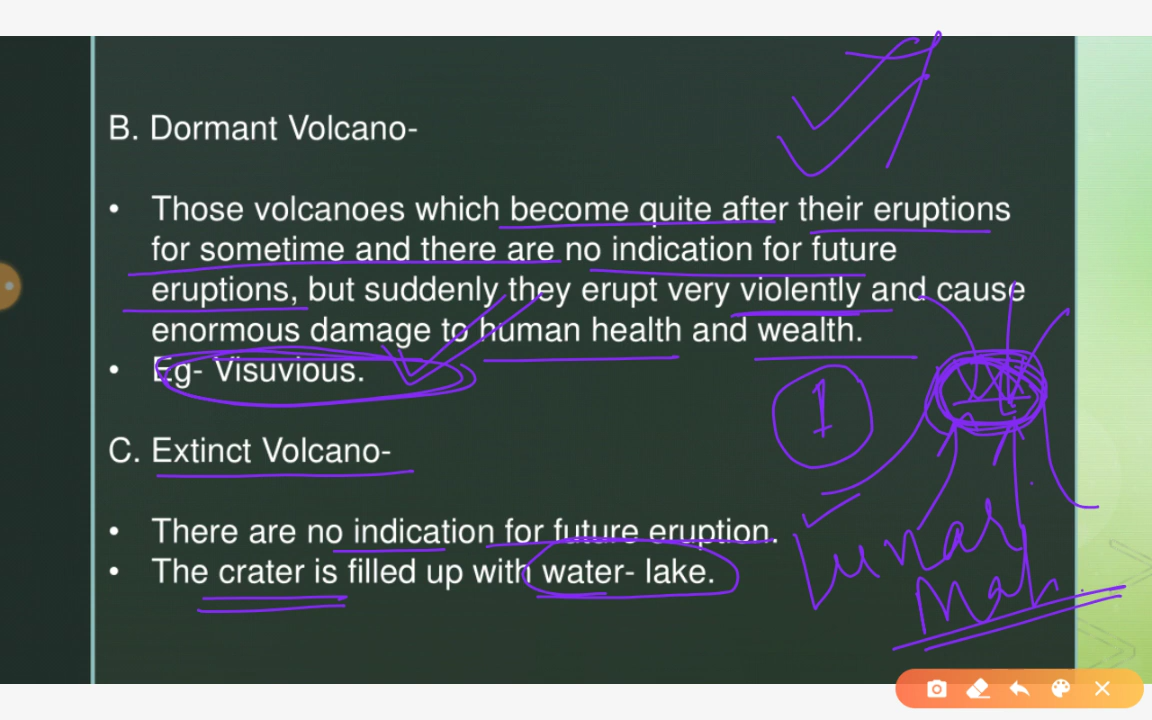 B. Dormant Volcano-
• Those volcanoes which become quite after their eruptions
for sometime and there are no indication for future
eruptions, but suddenly they erupt very violently and cause
enormous damage to human health and wealth.
• Eg- Visuvious.
1
C. Extinct Volcano-
• There are no indication for future eruption.
• The crater is filled up with water- lake.
Lunar